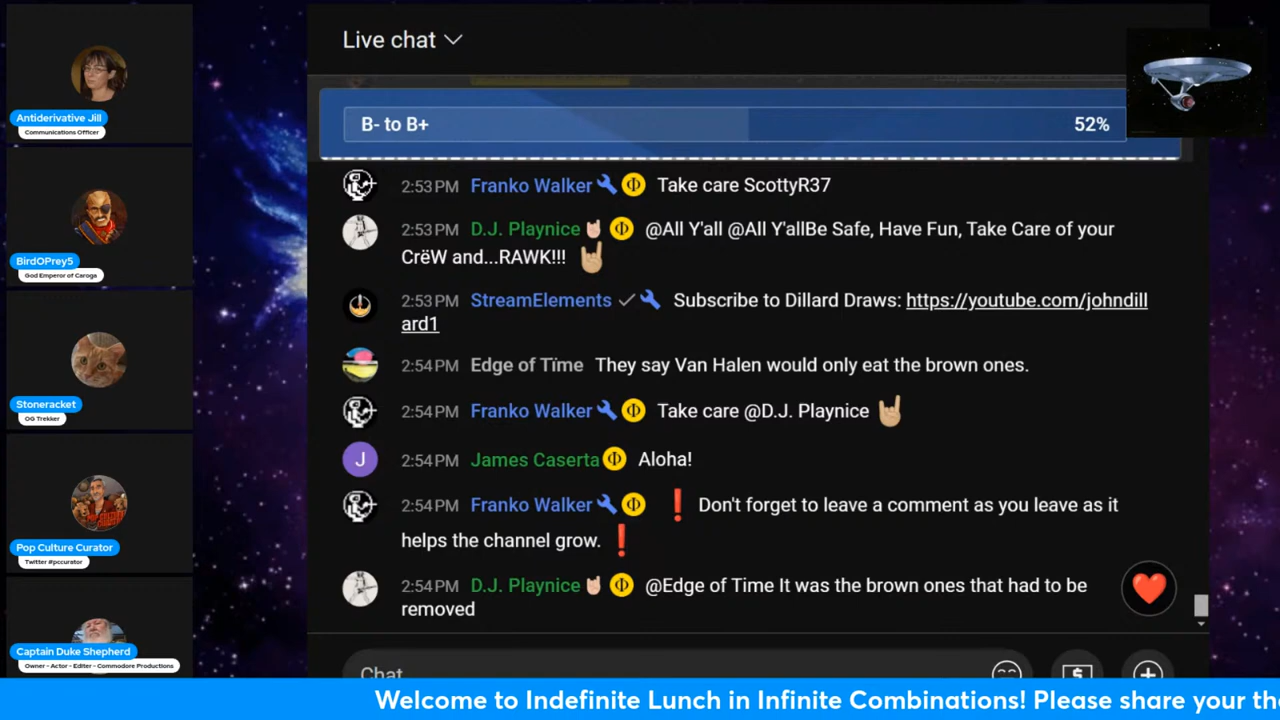 Live chat
B- to B+ 52%
2:53 PM Franko Walker Take care ScottyR37
2:53 PM D.J. Playnice @All Y'all @All Y'allBe Safe, Have Fun, Take Care of your
CrëW and...RAWK!!!
2:53 PM StreamElements Subscribe to Dillard Draws: https://youtube.com/johndill
ard1
2:54 PM Edge of Tïme They say Van Halen would only eat the brown ones.
2:54 PM Franko Walker Take care @D.J. Playnice
J 2:54 PM James Caserta Aloha!
2:54 PM Franko Walker ❗ Don't forget to leave a comment as you leave as it
helps the channel grow. ❗
2:54 PM D.J. Playnice @Edge of Time It was the brown ones that had to be
removed
Chat
Antiderivative Jill
Communications Officer
BirdOPrey5
God Emperor of Caroga
Stoneracket
OG Trekker
Pop Culture Curator
Twitter #pccurator
Captain Duke Shepherd
Owner - Actor - Editer - Commodore Productions
Welcome to Indefinite Lunch in Infinite Combinations! Please share your th